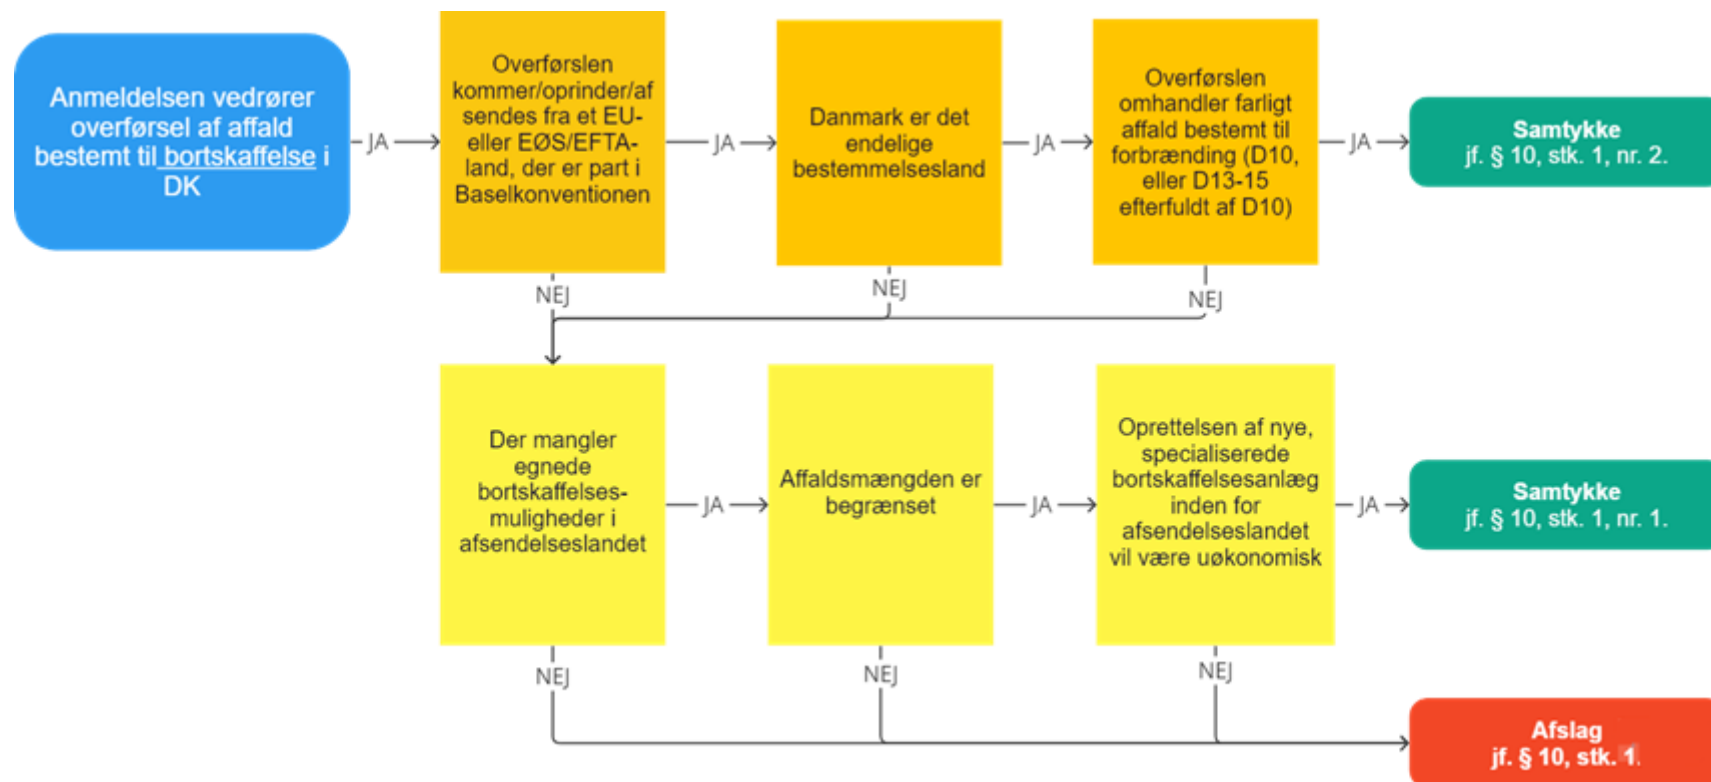 Anmeldelsen vedrører
overførsel af affald
bestemt til bortskaffelse i
DK
JA
Overførslen
kommer/oprinder/af
sendes fra et EU-
eller EØS/EFTA-
land, der er part i
Baselkonventionen
JA
Danmark er det
endelige
bestemmelsesland
JA
Overførslen
omhandler farligt
affald bestemt til
forbrænding (D10,
eller D13-15
efterfuldt af D10)
JA
Samtykke
jf. § 10, stk. 1, nr. 2.
NEJ
NEJ
NEJ
Der mangler
egnede
bortskaffelses-
muligheder i
afsendelseslandet
JA
Affaldsmængden er
begrænset
JA
Oprettelsen af nye,
specialiserede
bortskaffelsesanlæg
inden for
afsendelseslandet
vil være uøkonomisk
JA
Samtykke
jf. § 10, stk. 1, nr. 1.
NEJ
NEJ
NEJ
Afslag
jf. § 10, stk. 1.